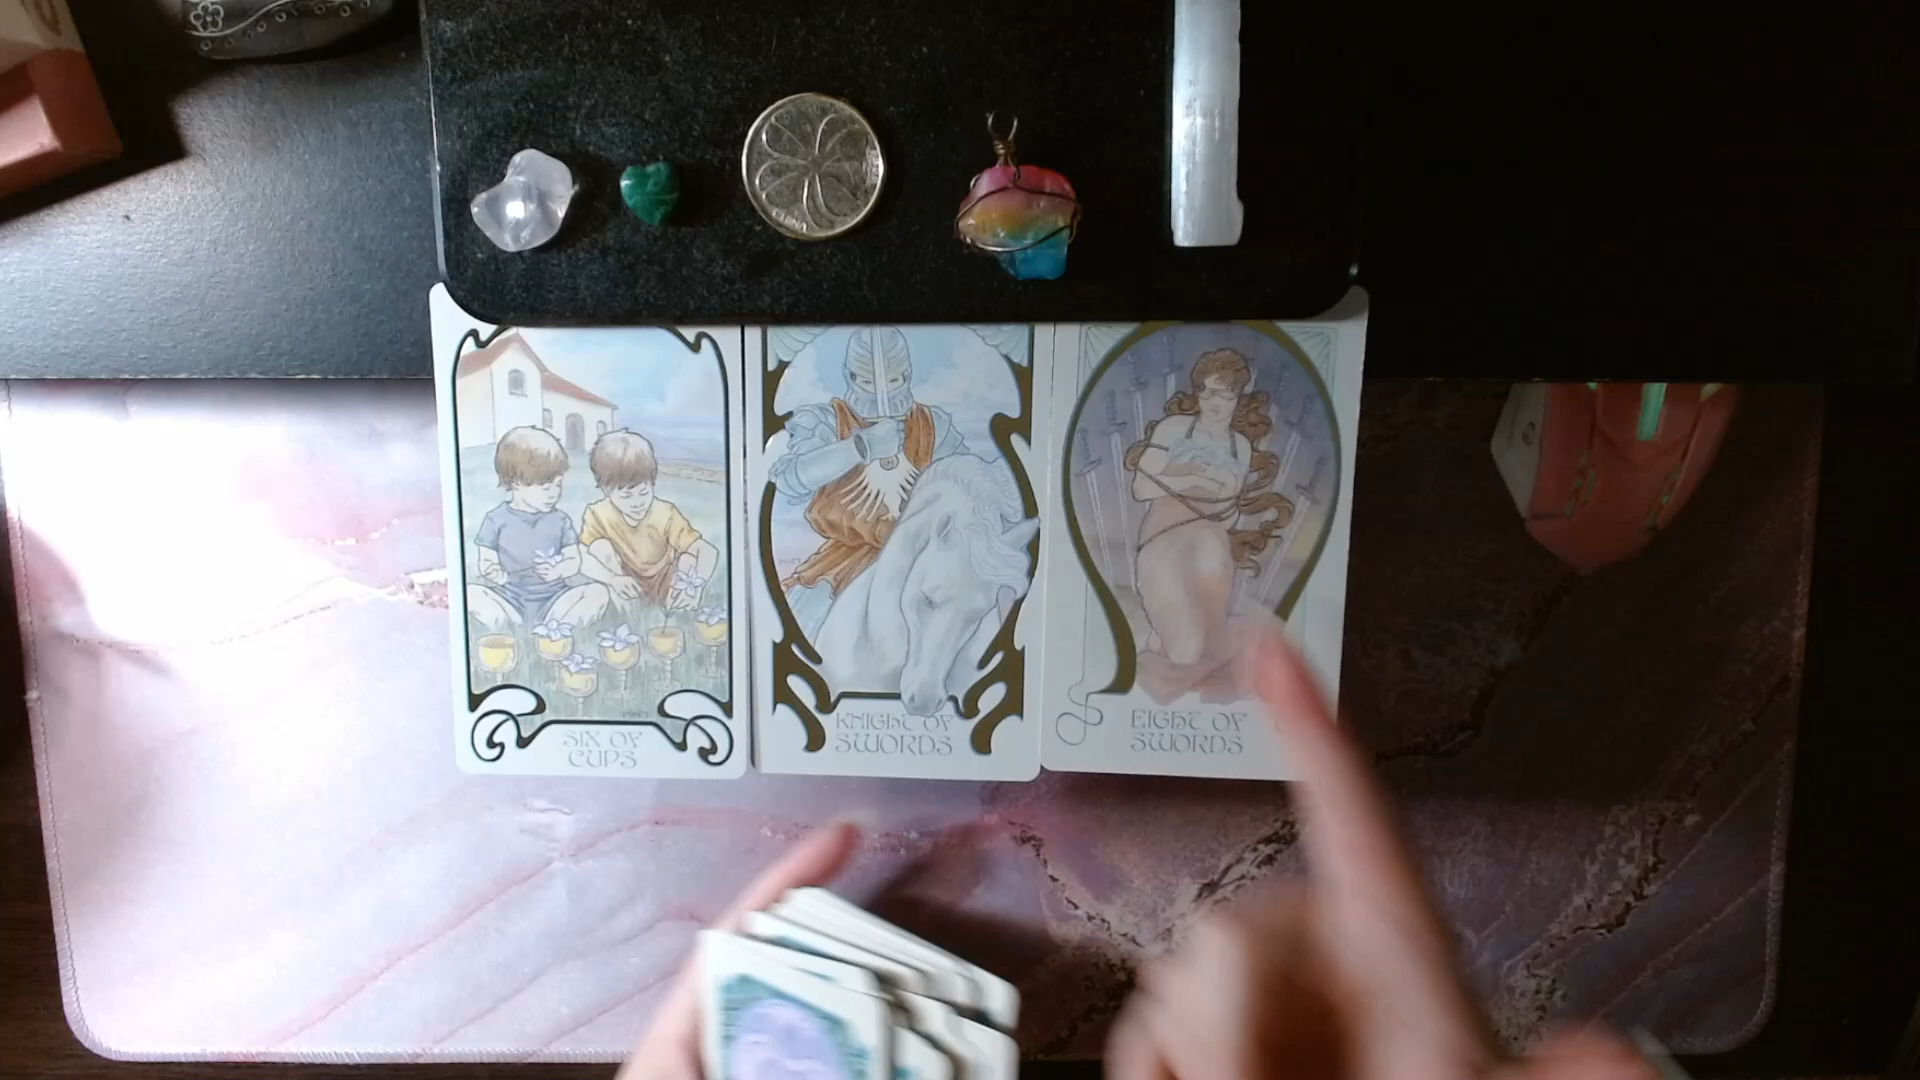 SIX OF
CUPS
KNIGHT OF
SWORDS
EIGHT OF
SWORDS